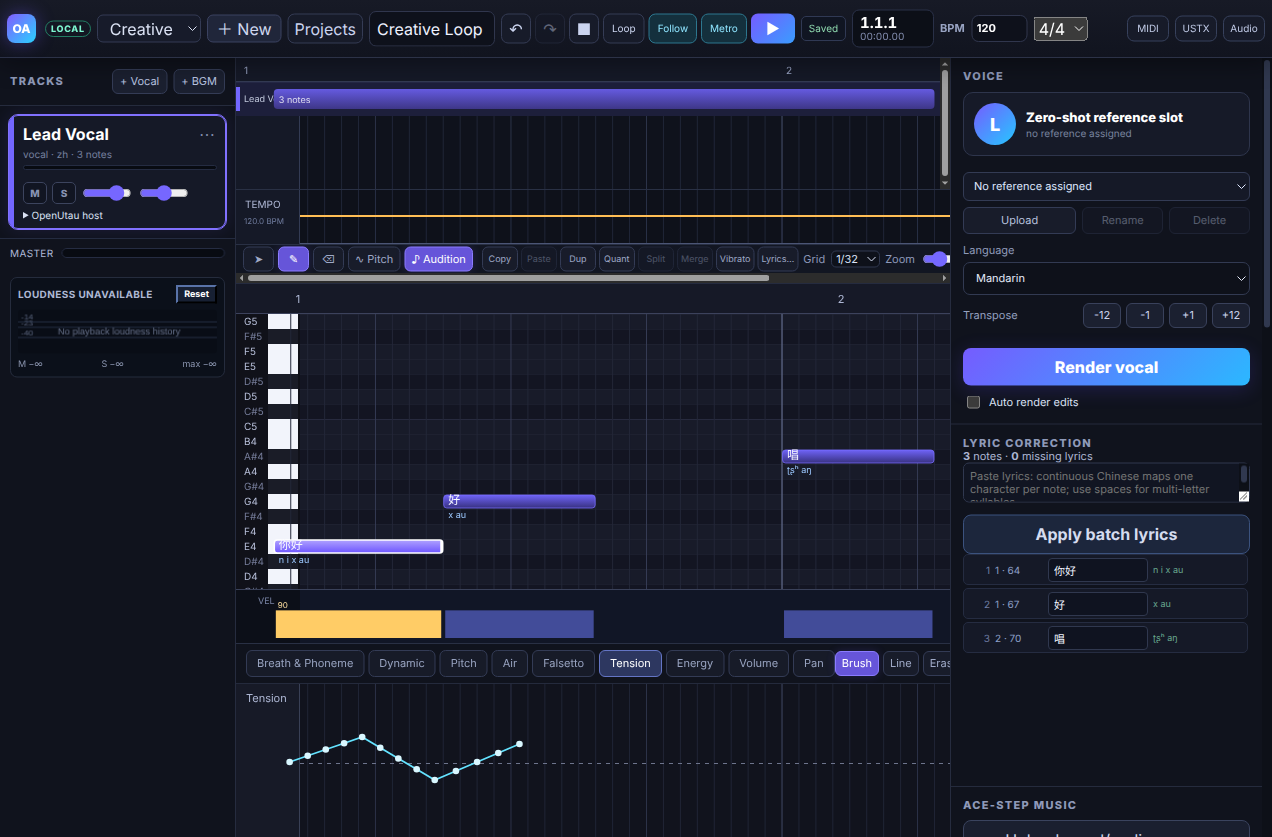 OA LOCAL Creative + New Projects Creative Loop Loop Follow Metro Saved 1.1.1 00:00.00 BPM 120 4/4 MIDI USTX Audio
TRACKS + Vocal + BGM
Lead Vocal
vocal · zh · 3 notes
M S
OpenUtau host
MASTER
LOUDNESS UNAVAILABLE Reset
-14
-23
-40
No playback loudness history
M −∞ S −∞ max −∞
1 2
Lead V 3 notes
TEMPO
120.0 BPM
Pitch Audition Copy Paste Dup Quant Split Merge Vibrato Lyrics... Grid 1/32 Zoom
1 2
G5
F#5
F5
E5
D#5
D5
C#5
C5
B4
A#4 唱
A4 ʈʂʰ aŋ
G#4
G4 好
F#4 x au
F4
E4 你好
D#4 n i x au
D4
VEL 90
Breath & Phoneme Dynamic Pitch Air Falsetto Tension Energy Volume Pan Brush Line Eras
Tension
VOICE
L Zero-shot reference slot
no reference assigned
No reference assigned
Upload Rename Delete
Language
Mandarin
Transpose -12 -1 +1 +12
Render vocal
Auto render edits
LYRIC CORRECTION
3 notes · 0 missing lyrics
Paste lyrics: continuous Chinese maps one
character per note; use spaces for multi-letter
Apply batch lyrics
1 1 · 64 你好 n i x au
2 1 · 67 好 x au
3 2 · 70 唱 ʈʂʰ aŋ
ACE-STEP MUSIC